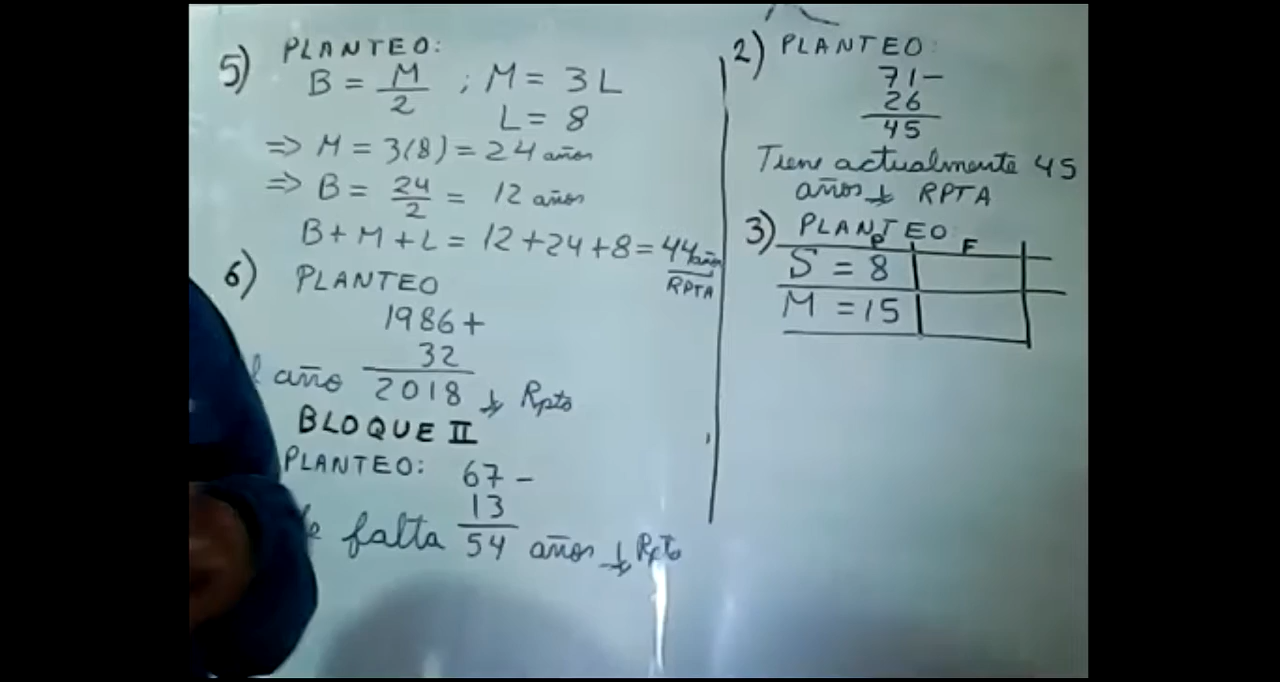 5) PLANTEO:
B = M/2 ; M = 3L
L = 8
=> M = 3(8) = 24 años
=> B = 24/2 = 12 años
B + M + L = 12 + 24 + 8 = 44 años
RPTA
6) PLANTEO
1986 +
32
año 2018 Rpta
BLOQUE II
PLANTEO: 67 -
13
falta 54 años Rpta
2) PLANTEO:
71 -
26
45
Tiene actualmente 45
años RPTA
3) PLANTEO
P F
S = 8
M = 15